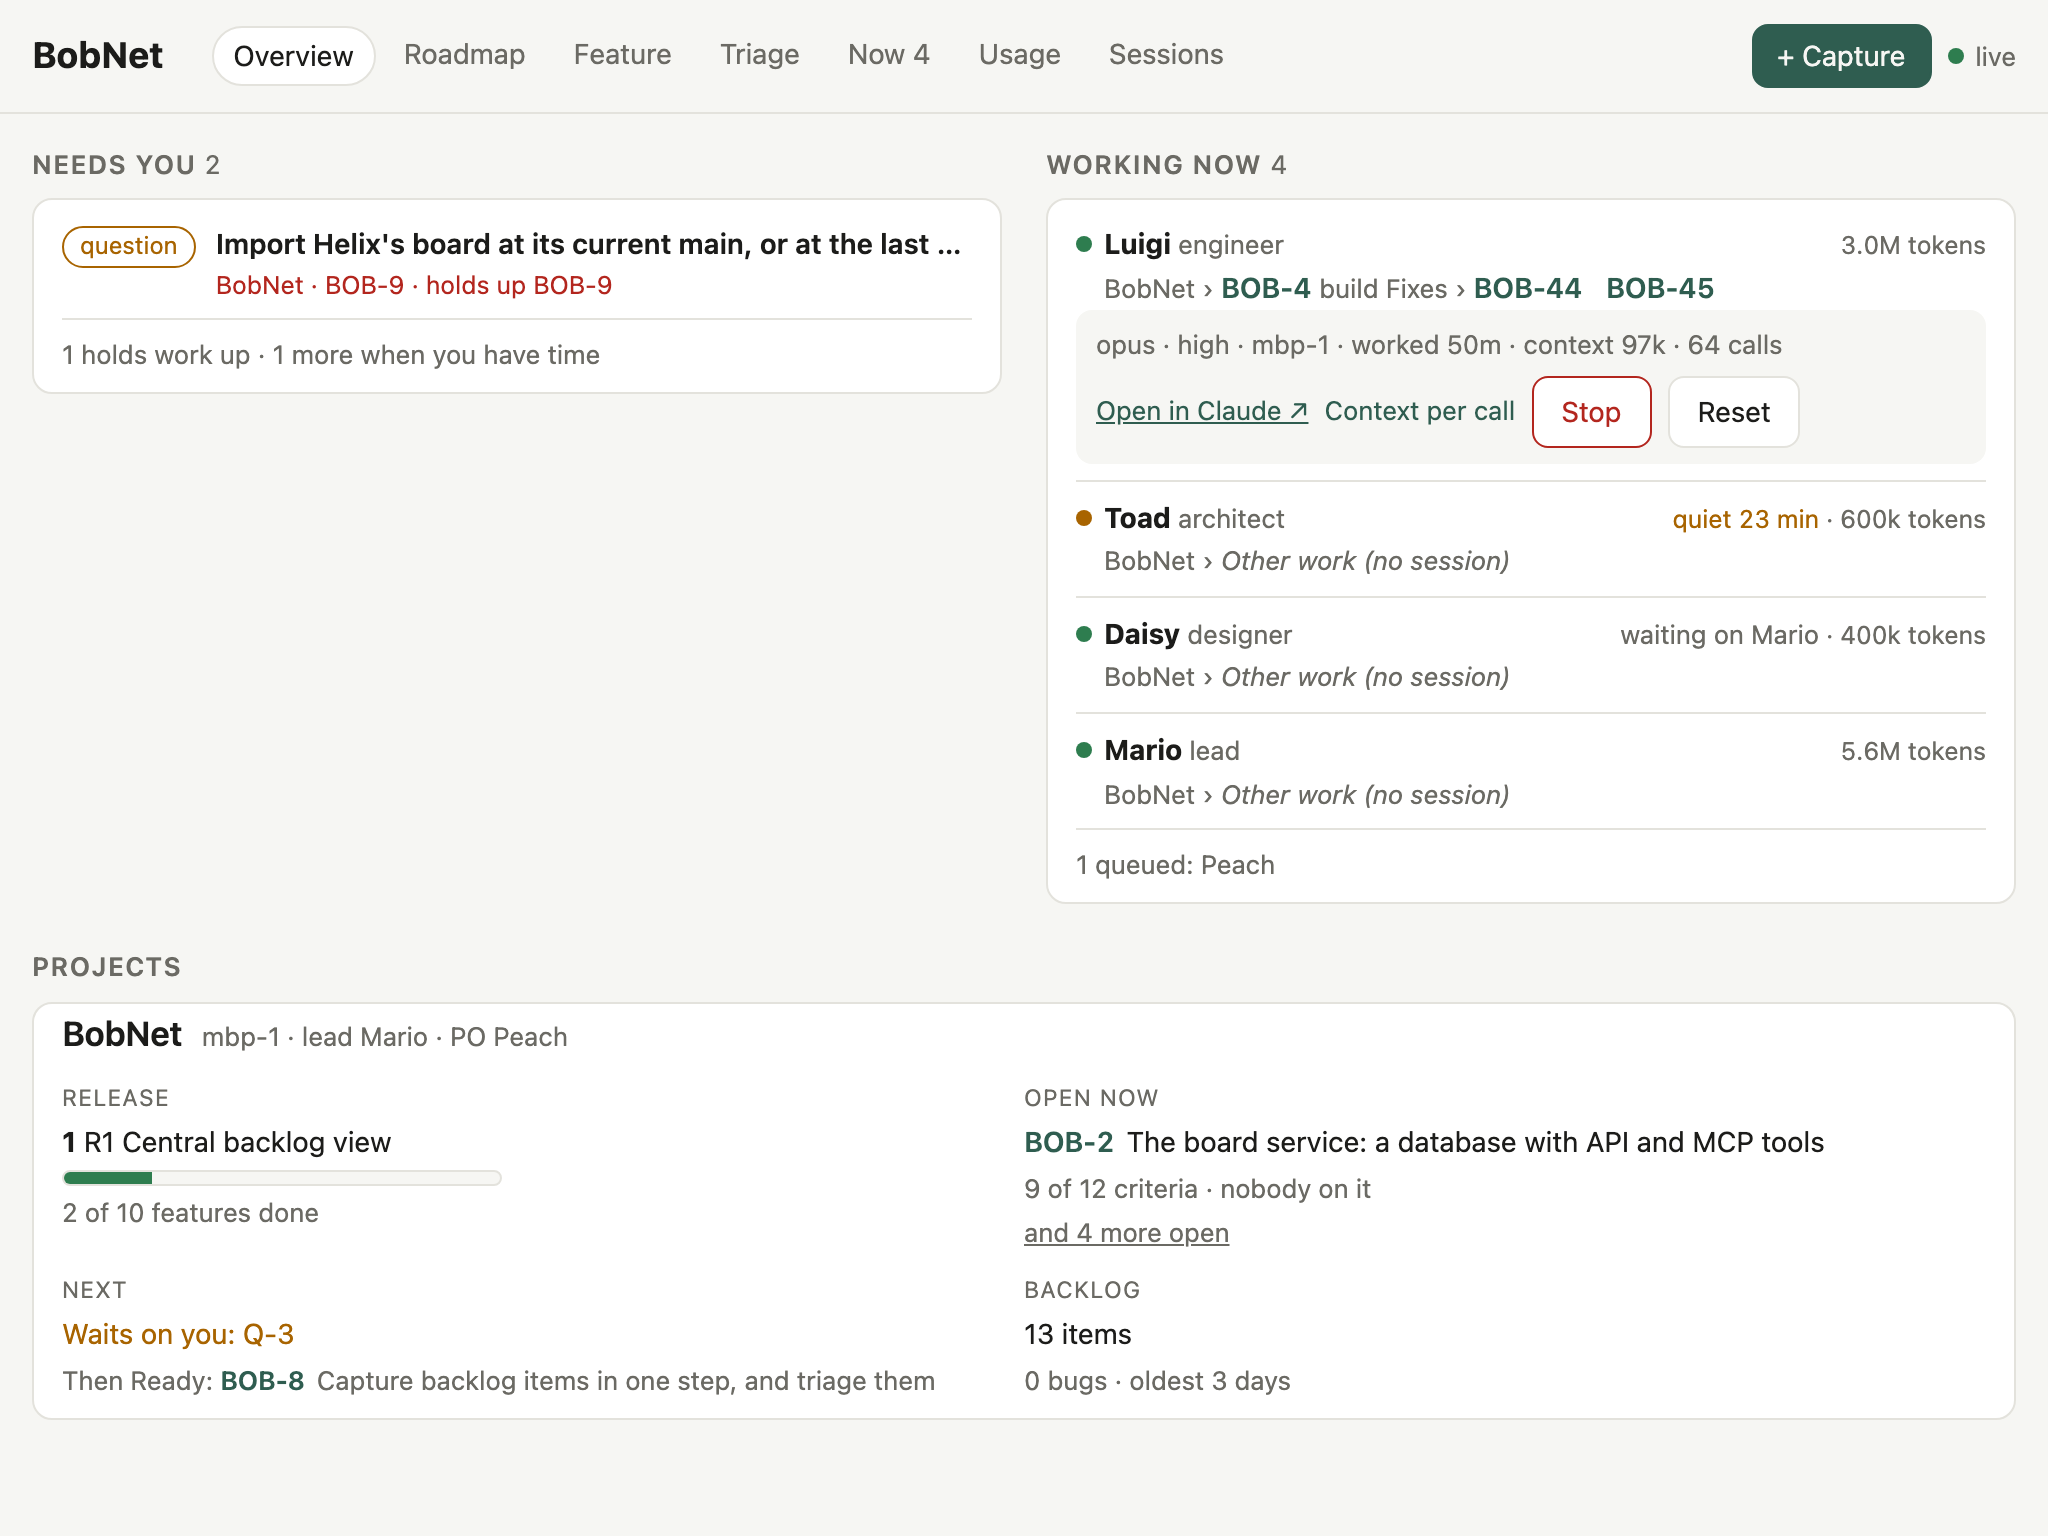 BobNet Overview Roadmap Feature Triage Now 4 Usage Sessions + Capture live
NEEDS YOU 2
question Import Helix's board at its current main, or at the last ...
BobNet · BOB-9 · holds up BOB-9
1 holds work up · 1 more when you have time
WORKING NOW 4
Luigi engineer 3.0M tokens
BobNet › BOB-4 build Fixes › BOB-44 BOB-45
opus · high · mbp-1 · worked 50m · context 97k · 64 calls
Open in Claude ↗ Context per call Stop Reset
Toad architect quiet 23 min · 600k tokens
BobNet › Other work (no session)
Daisy designer waiting on Mario · 400k tokens
BobNet › Other work (no session)
Mario lead 5.6M tokens
BobNet › Other work (no session)
1 queued: Peach
PROJECTS
BobNet mbp-1 · lead Mario · PO Peach
RELEASE
1 R1 Central backlog view
2 of 10 features done
OPEN NOW
BOB-2 The board service: a database with API and MCP tools
9 of 12 criteria · nobody on it
and 4 more open
NEXT
Waits on you: Q-3
Then Ready: BOB-8 Capture backlog items in one step, and triage them
BACKLOG
13 items
0 bugs · oldest 3 days